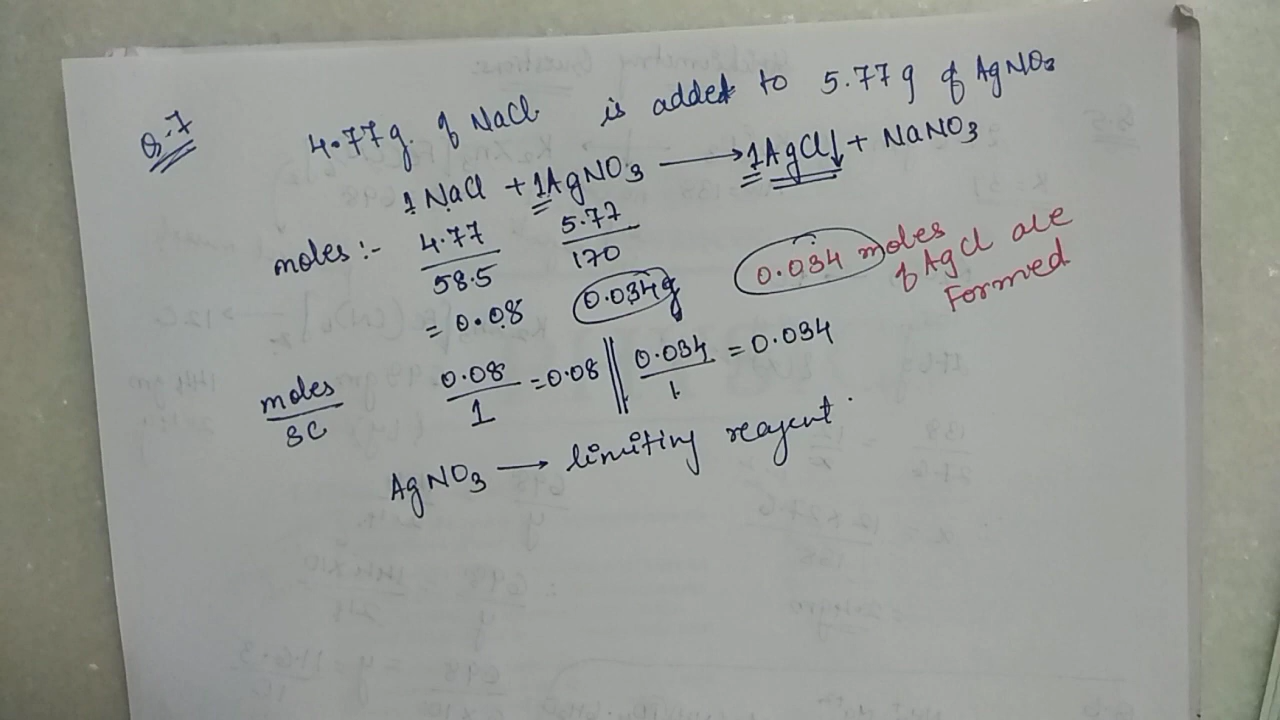 Q.7 4.77g. of NaCl is added to 5.77g of AgNO3
1 NaCl + 1AgNO3 → 1AgCl↓ + NaNO3
moles :- 4.77/58.5 5.77/170
= 0.08 0.034g 0.034 moles of AgCl are Formed
moles/SC 0.08/1 = 0.08 || 0.034/1 = 0.034
AgNO3 → limiting reagent.